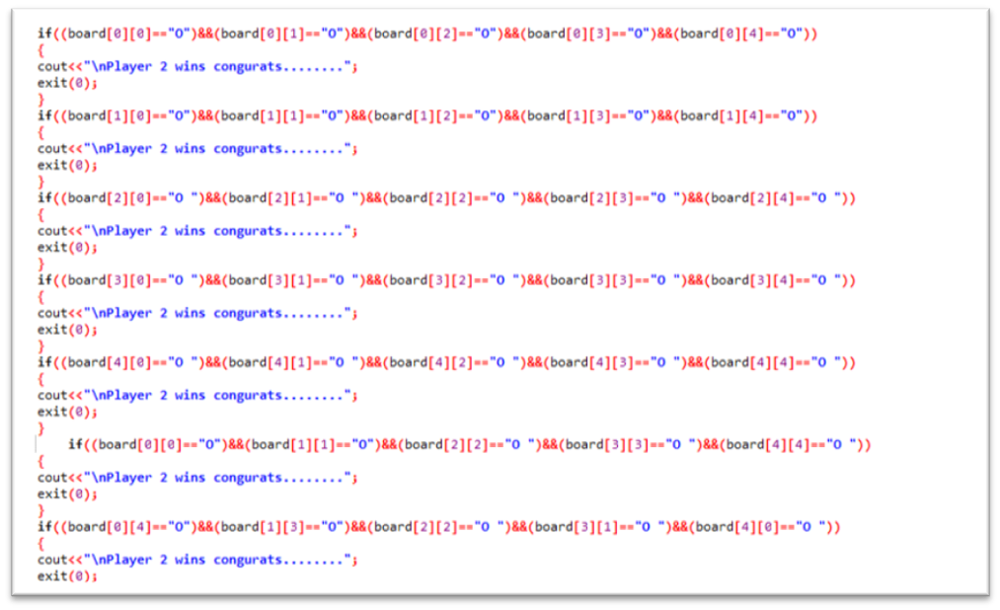 if((board[0][0]=="O")&&(board[0][1]=="O")&&(board[0][2]=="O")&&(board[0][3]=="O")&&(board[0][4]=="O"))
{
cout<<"\nPlayer 2 wins congurats........";
exit(0);
}
if((board[1][0]=="O")&&(board[1][1]=="O")&&(board[1][2]=="O")&&(board[1][3]=="O")&&(board[1][4]=="O"))
{
cout<<"\nPlayer 2 wins congurats........";
exit(0);
}
if((board[2][0]=="O ")&&(board[2][1]=="O ")&&(board[2][2]=="O ")&&(board[2][3]=="O ")&&(board[2][4]=="O "))
{
cout<<"\nPlayer 2 wins congurats........";
exit(0);
}
if((board[3][0]=="O ")&&(board[3][1]=="O ")&&(board[3][2]=="O ")&&(board[3][3]=="O ")&&(board[3][4]=="O "))
{
cout<<"\nPlayer 2 wins congurats........";
exit(0);
}
if((board[4][0]=="O ")&&(board[4][1]=="O ")&&(board[4][2]=="O ")&&(board[4][3]=="O ")&&(board[4][4]=="O "))
{
cout<<"\nPlayer 2 wins congurats........";
exit(0);
}
if((board[0][0]=="O")&&(board[1][1]=="O")&&(board[2][2]=="O ")&&(board[3][3]=="O ")&&(board[4][4]=="O "))
{
cout<<"\nPlayer 2 wins congurats........";
exit(0);
}
if((board[0][4]=="O")&&(board[1][3]=="O")&&(board[2][2]=="O ")&&(board[3][1]=="O ")&&(board[4][0]=="O "))
{
cout<<"\nPlayer 2 wins congurats........";
exit(0);